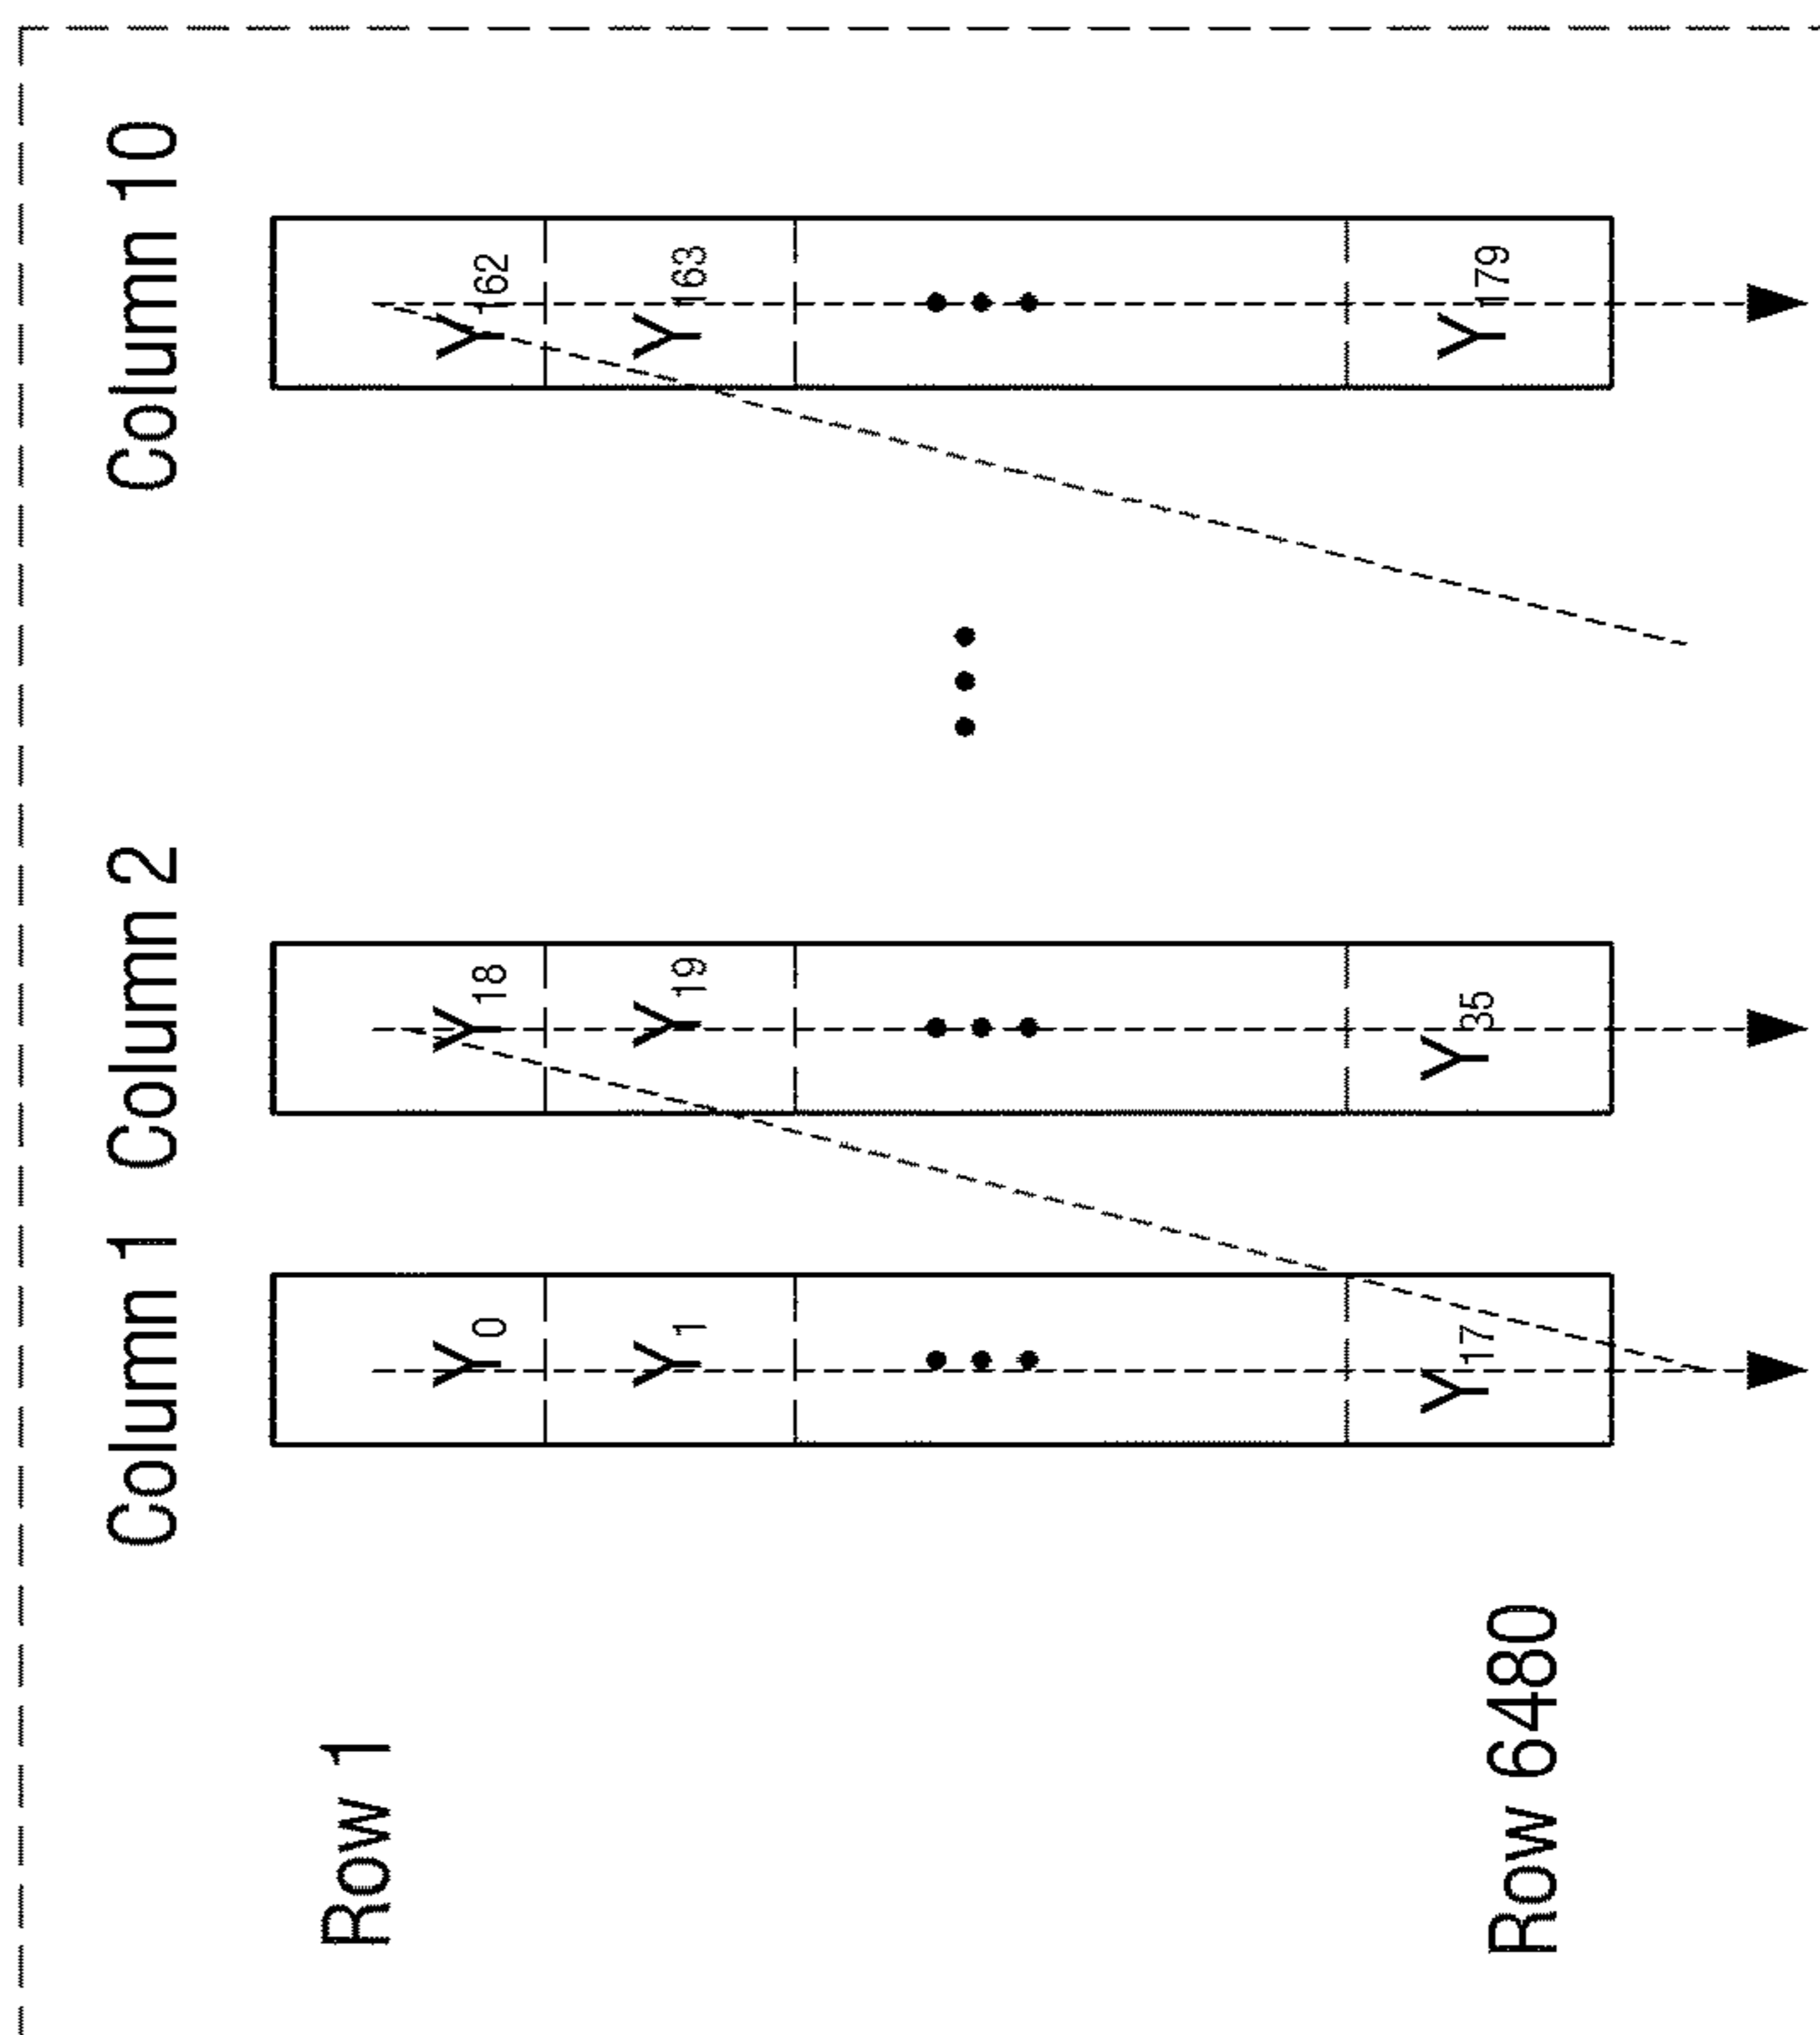 Column 1 Column 2 Column 10
Row 1
Y0 Y18 Y162
Y1 Y19 Y163
Row 6480
Y17 Y35 Y179